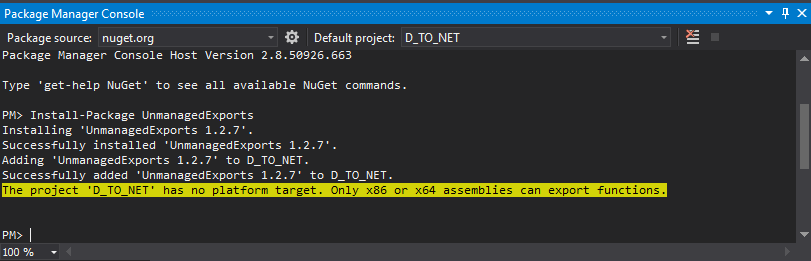 Package Manager Console
Package source: nuget.org Default project: D_TO_NET
Package Manager Console Host Version 2.8.50926.663
Type 'get-help NuGet' to see all available NuGet commands.
PM> Install-Package UnmanagedExports
Installing 'UnmanagedExports 1.2.7'.
Successfully installed 'UnmanagedExports 1.2.7'.
Adding 'UnmanagedExports 1.2.7' to D_TO_NET.
Successfully added 'UnmanagedExports 1.2.7' to D_TO_NET.
The project 'D_TO_NET' has no platform target. Only x86 or x64 assemblies can export functions.
PM>
100 %